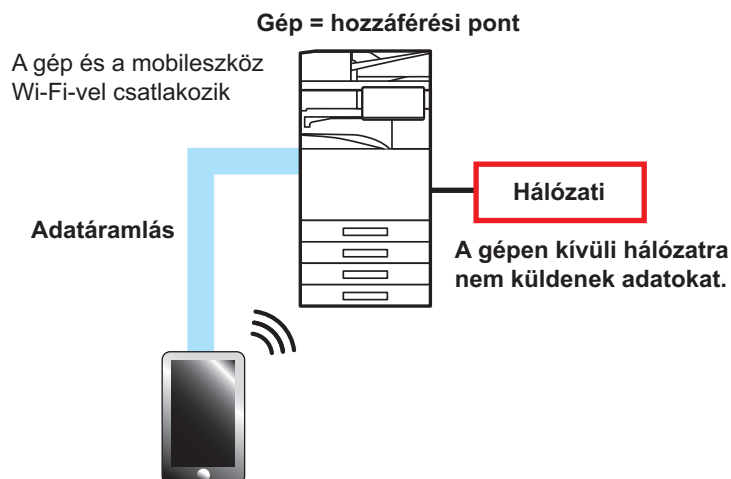 Gép = hozzáférési pont
A gép és a mobileszköz
Wi-Fi-vel csatlakozik
Hálózati
Adatáramlás
A gépen kívüli hálózatra
nem küldenek adatokat.